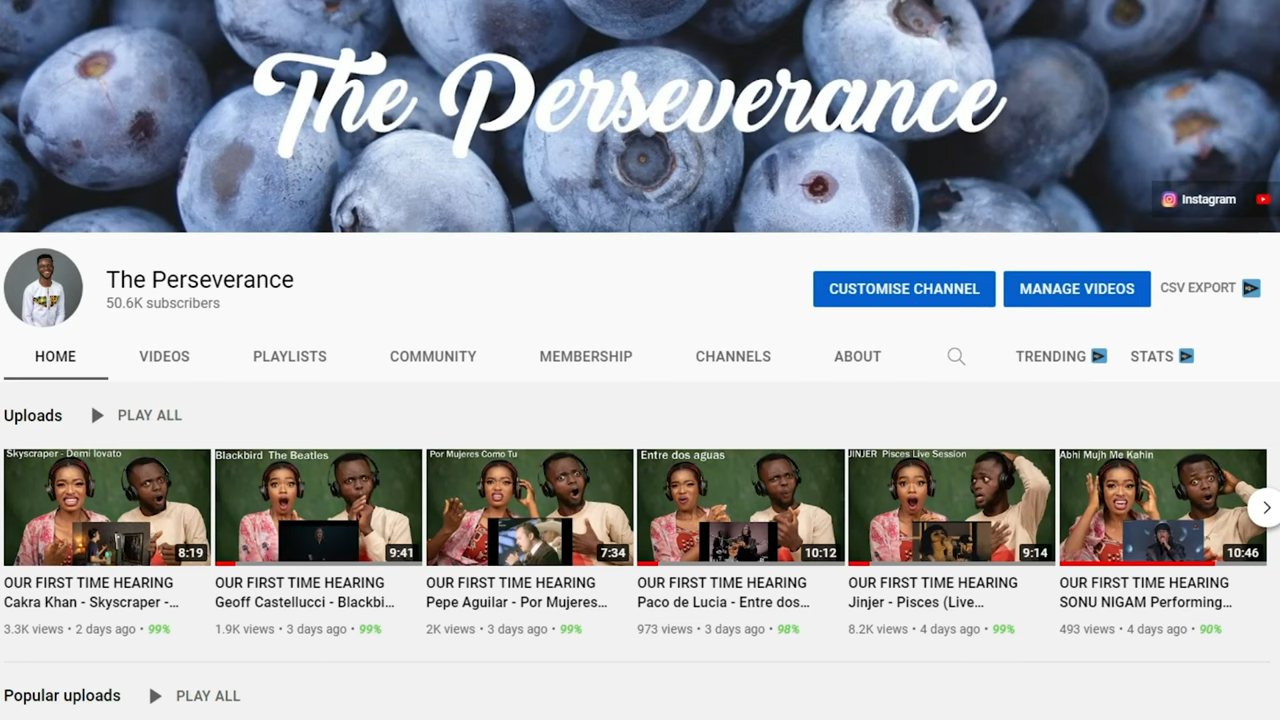 The Perseverance
Instagram
The Perseverance
50.6K subscribers
CUSTOMISE CHANNEL
MANAGE VIDEOS
CSV EXPORT
HOME
VIDEOS
PLAYLISTS
COMMUNITY
MEMBERSHIP
CHANNELS
ABOUT
TRENDING
STATS
Uploads
PLAY ALL
Skyscraper - Demi lovato
8:19
OUR FIRST TIME HEARING
Cakra Khan - Skyscraper -...
3.3K views • 2 days ago • 99%
Blackbird The Beatles
9:41
OUR FIRST TIME HEARING
Geoff Castellucci - Blackbi...
1.9K views • 3 days ago • 99%
Por Mujeres Como Tu
7:34
OUR FIRST TIME HEARING
Pepe Aguilar - Por Mujeres...
2K views • 3 days ago • 99%
Entre dos aguas
10:12
OUR FIRST TIME HEARING
Paco de Lucia - Entre dos...
973 views • 3 days ago • 98%
JINJER Pisces Live Session
9:14
OUR FIRST TIME HEARING
Jinjer - Pisces (Live...
8.2K views • 4 days ago • 99%
Abhi Mujh Me Kahin
10:46
OUR FIRST TIME HEARING
SONU NIGAM Performing...
493 views • 4 days ago • 90%
Popular uploads
PLAY ALL